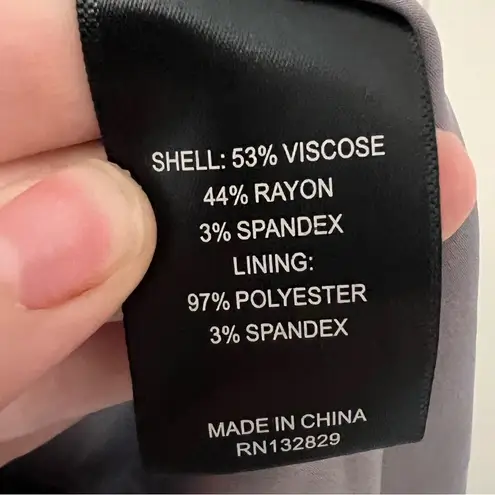 SHELL: 53% VISCOSE
44% RAYON
3% SPANDEX
LINING:
97% POLYESTER
3% SPANDEX
MADE IN CHINA
RN132829